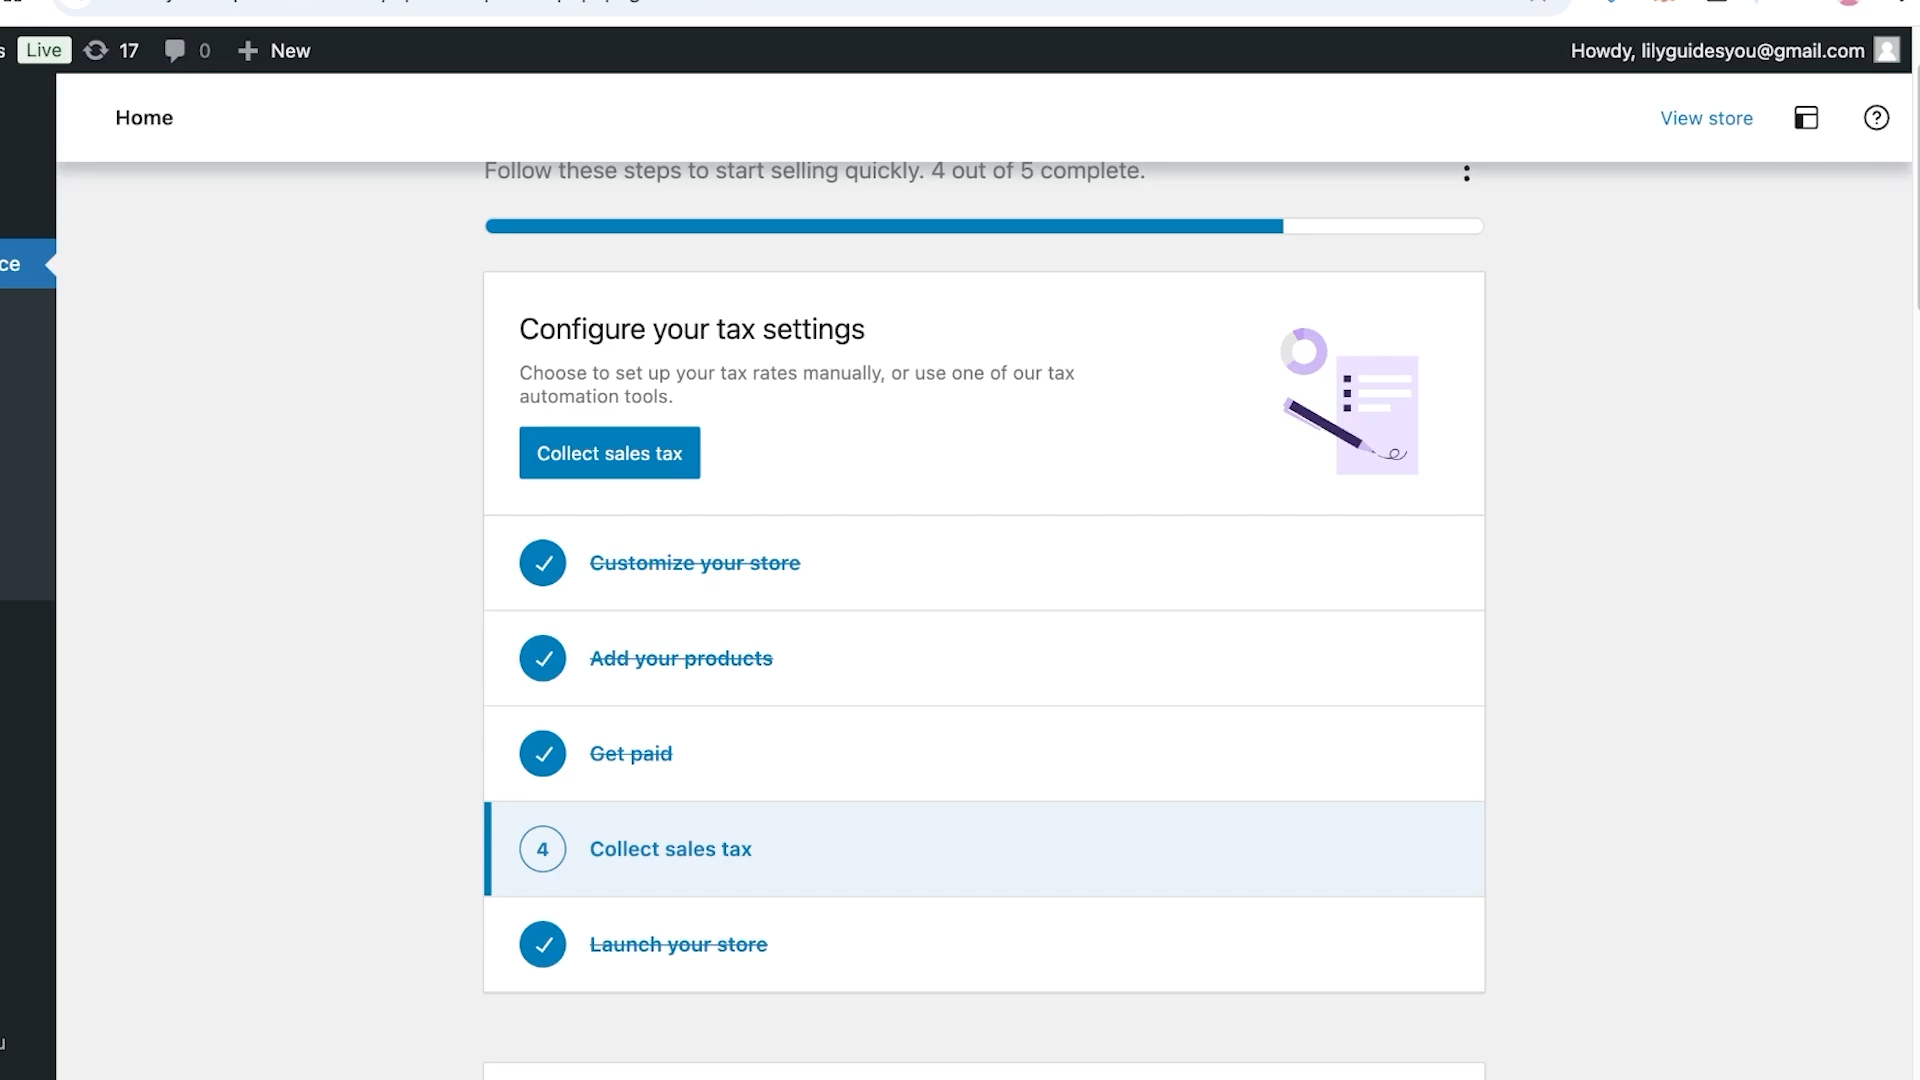 Live 17 0 New Howdy, lilyguidesyou@gmail.com
Home View store
Follow these steps to start selling quickly. 4 out of 5 complete.
ce
Configure your tax settings
Choose to set up your tax rates manually, or use one of our tax
automation tools.
Collect sales tax
Customize your store
Add your products
Get paid
4 Collect sales tax
Launch your store